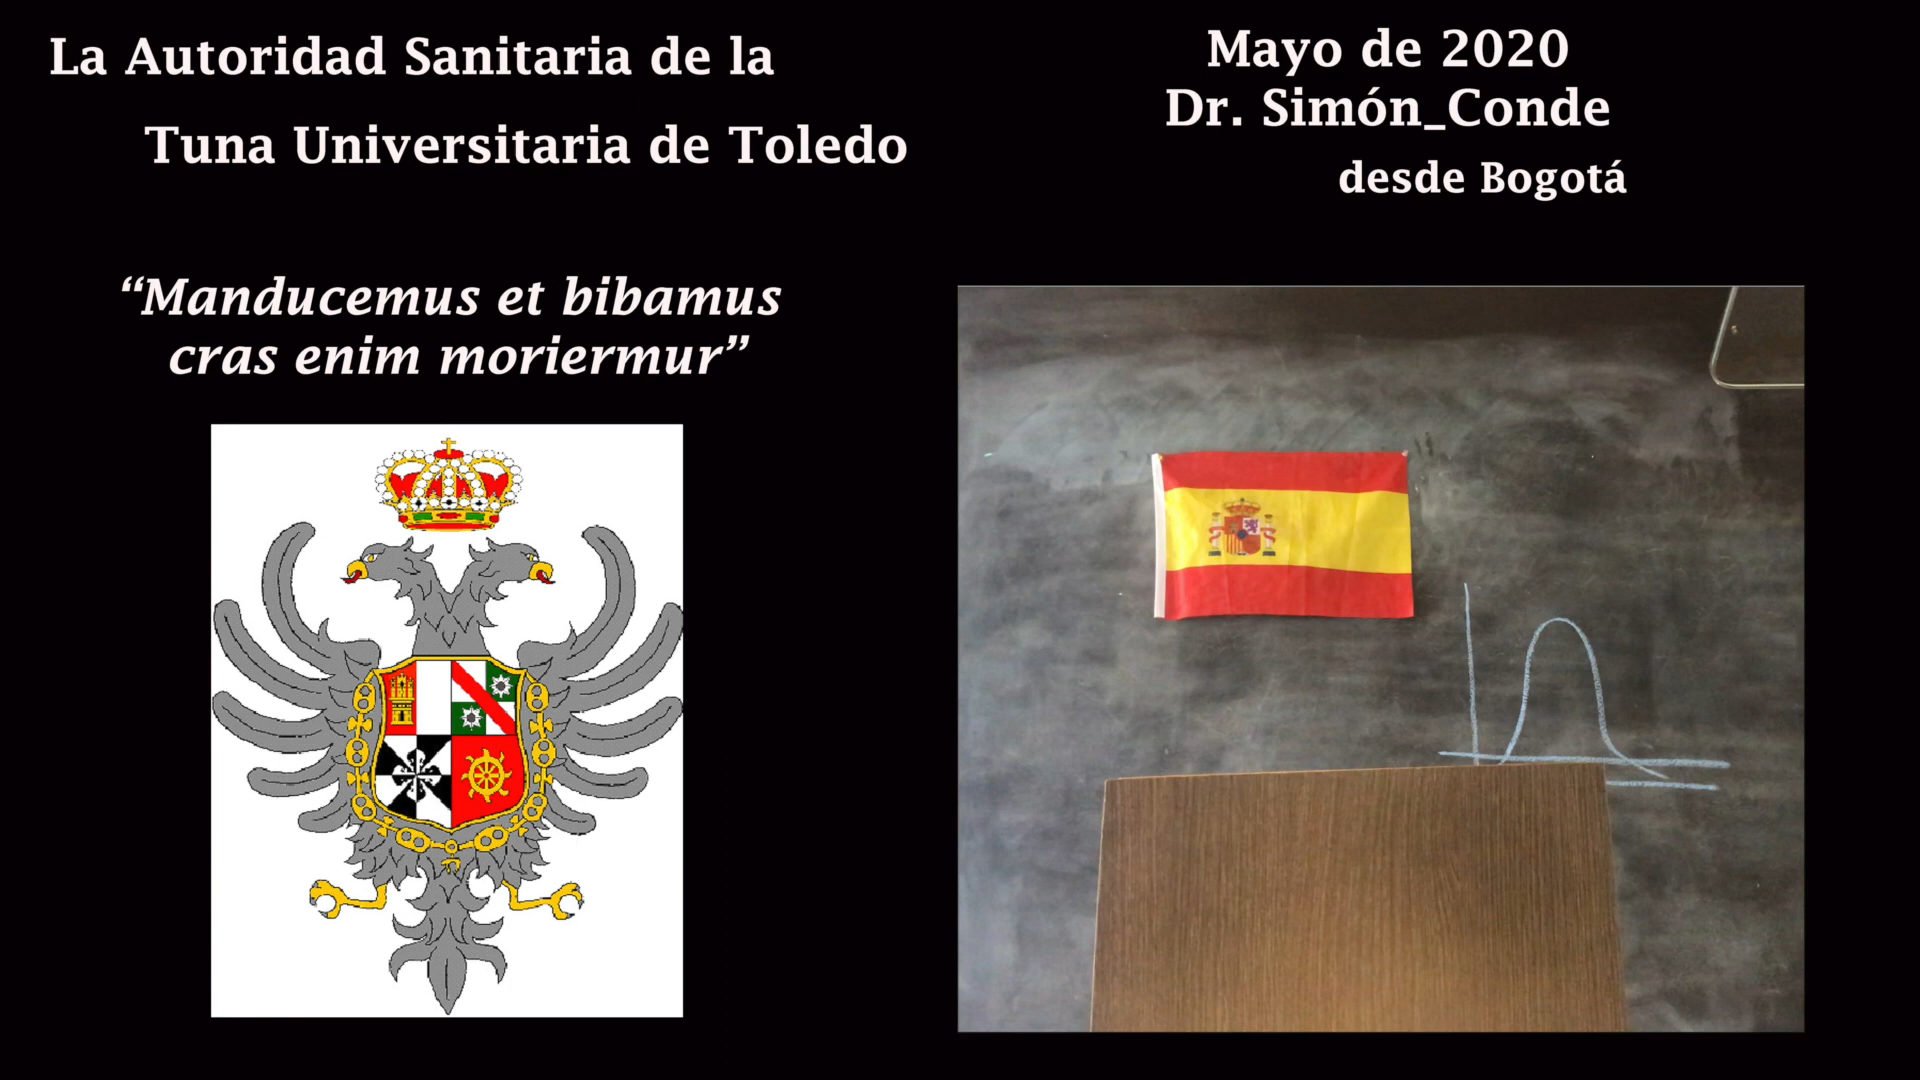 La Autoridad Sanitaria de la
Tuna Universitaria de Toledo
Mayo de 2020
Dr. Simón_Conde
desde Bogotá
“Manducemus et bibamus
cras enim moriermur”